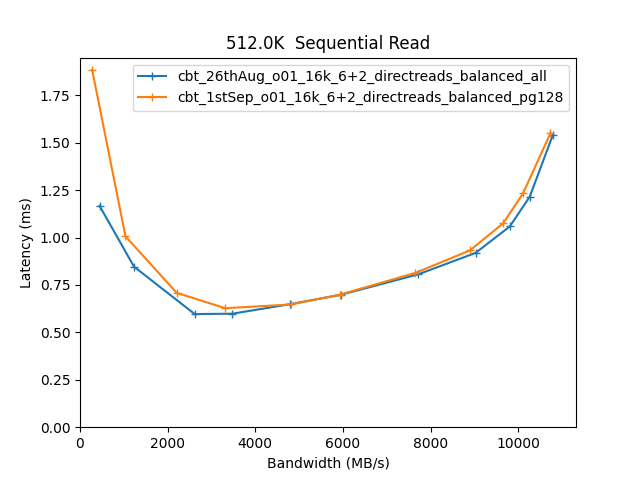 512.0K  Sequential Read
cbt_26thAug_o01_16k_6+2_directreads_balanced_all
cbt_1stSep_o01_16k_6+2_directreads_balanced_pg128
Latency (ms)
1.75
1.50
1.25
1.00
0.75
0.50
0.25
0.00
0 2000 4000 6000 8000 10000
Bandwidth (MB/s)